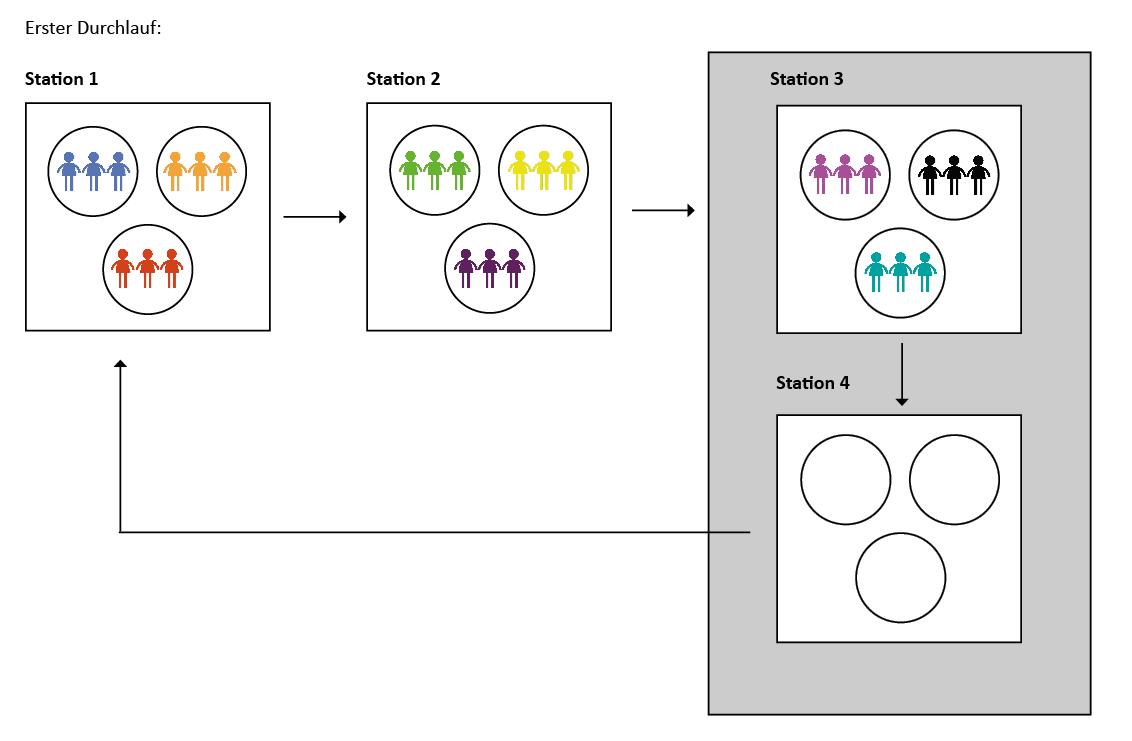 Erster Durchlauf:
Station 1
Station 2
Station 3
Station 4